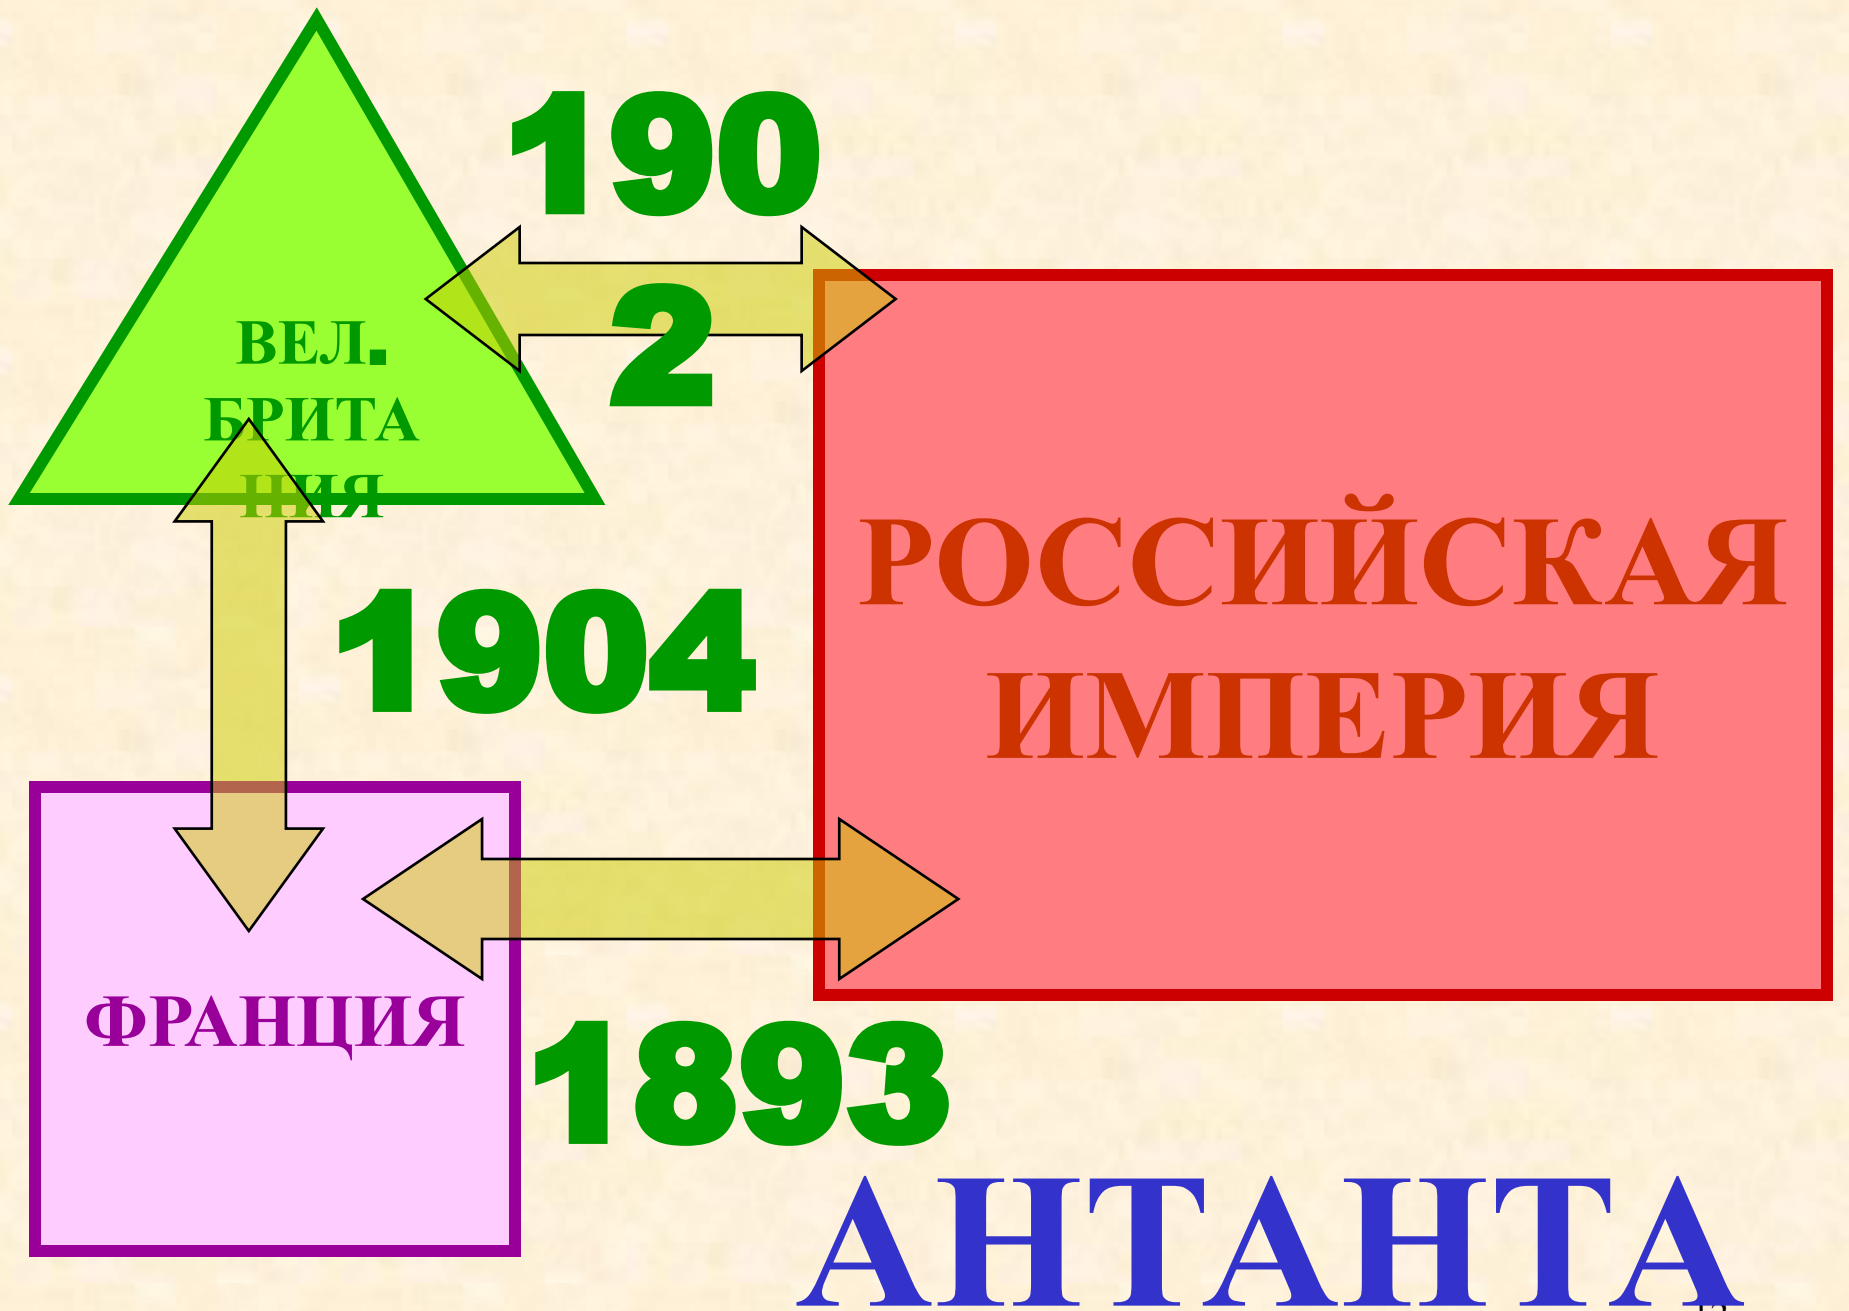 190
2
ВЕЛ.
БРИТА
НИЯ
РОССИЙСКАЯ
ИМПЕРИЯ
1904
ФРАНЦИЯ
1893
АНТАНТА